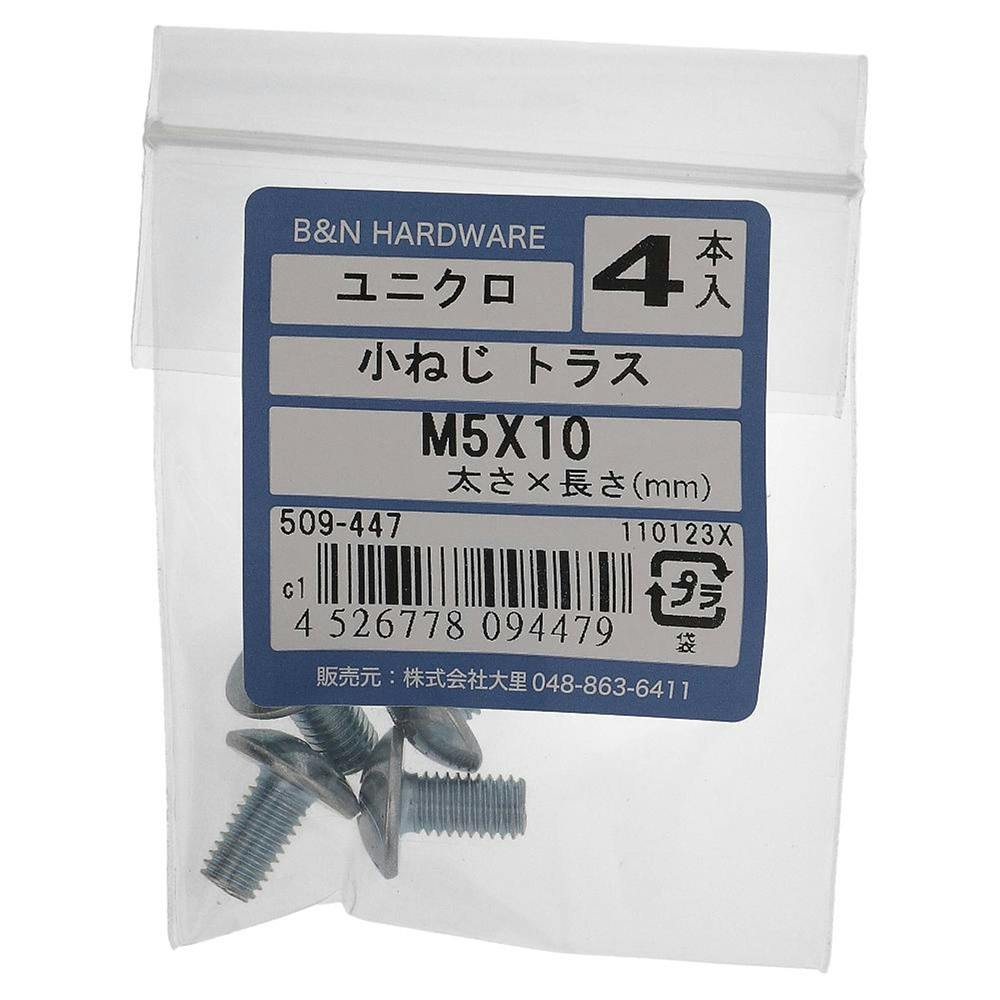 B&N HARDWARE
ユニクロ
4本入
小ねじ トラス
M5X10
太さ×長さ(mm)
509-447
110123X
c1
4 526778 094479
プラ
袋
販売元:株式会社大里 048-863-6411